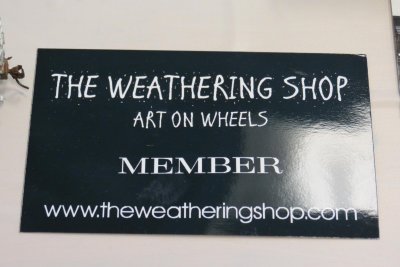 THE WEATHERING SHOP
ART ON WHEELS
MEMBER
www.theweatheringshop.com